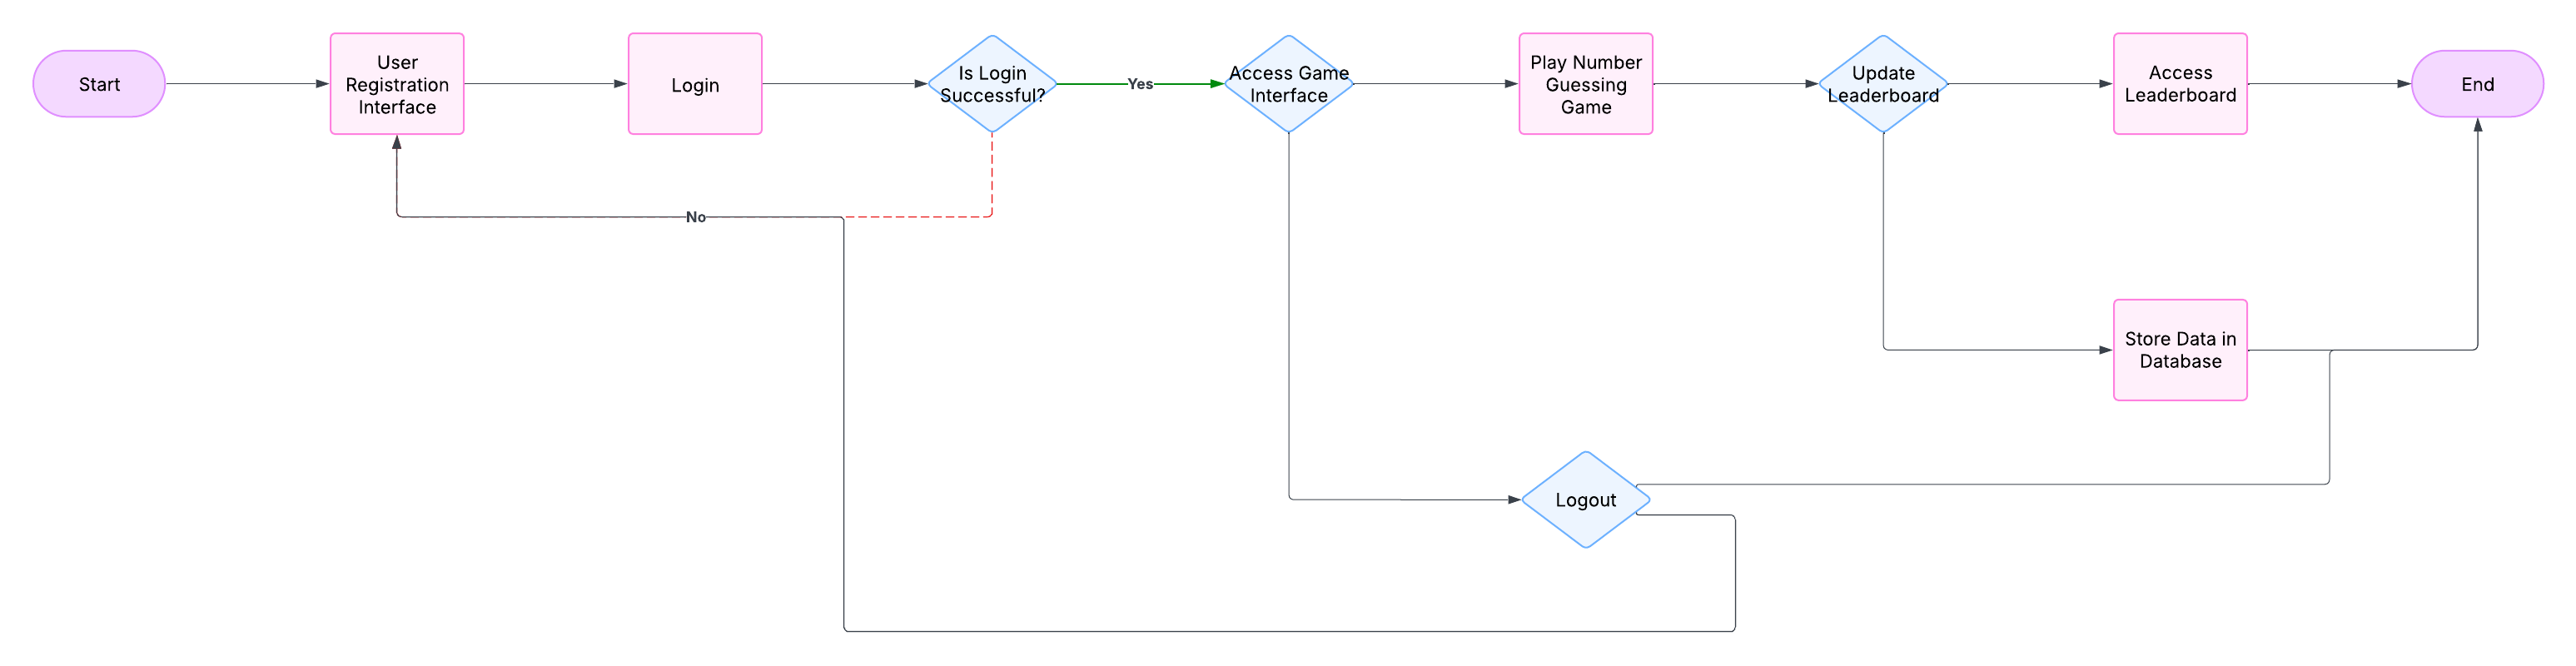 Start
User
Registration
Interface
Login
Is Login
Successful?
Yes
Access Game
Interface
Play Number
Guessing
Game
Update
Leaderboard
Access
Leaderboard
End
No
Store Data in
Database
Logout